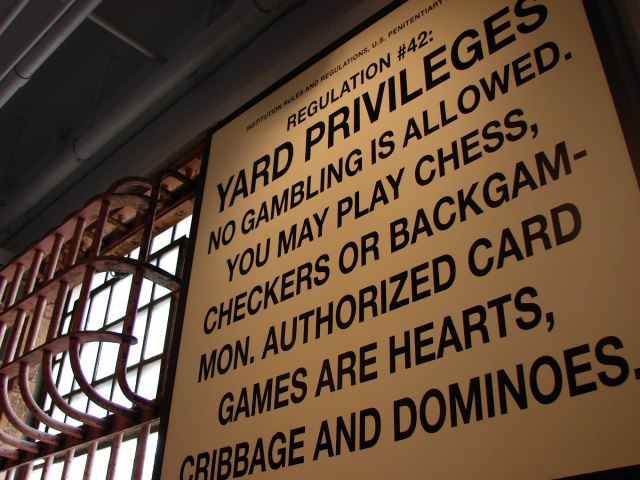 INSTITUTION RULES AND REGULATIONS, U.S. PENITENTIARY
REGULATION #42:
YARD PRIVILEGES
NO GAMBLING IS ALLOWED.
YOU MAY PLAY CHESS,
CHECKERS OR BACKGAM-
MON. AUTHORIZED CARD
GAMES ARE HEARTS,
CRIBBAGE AND DOMINOES.